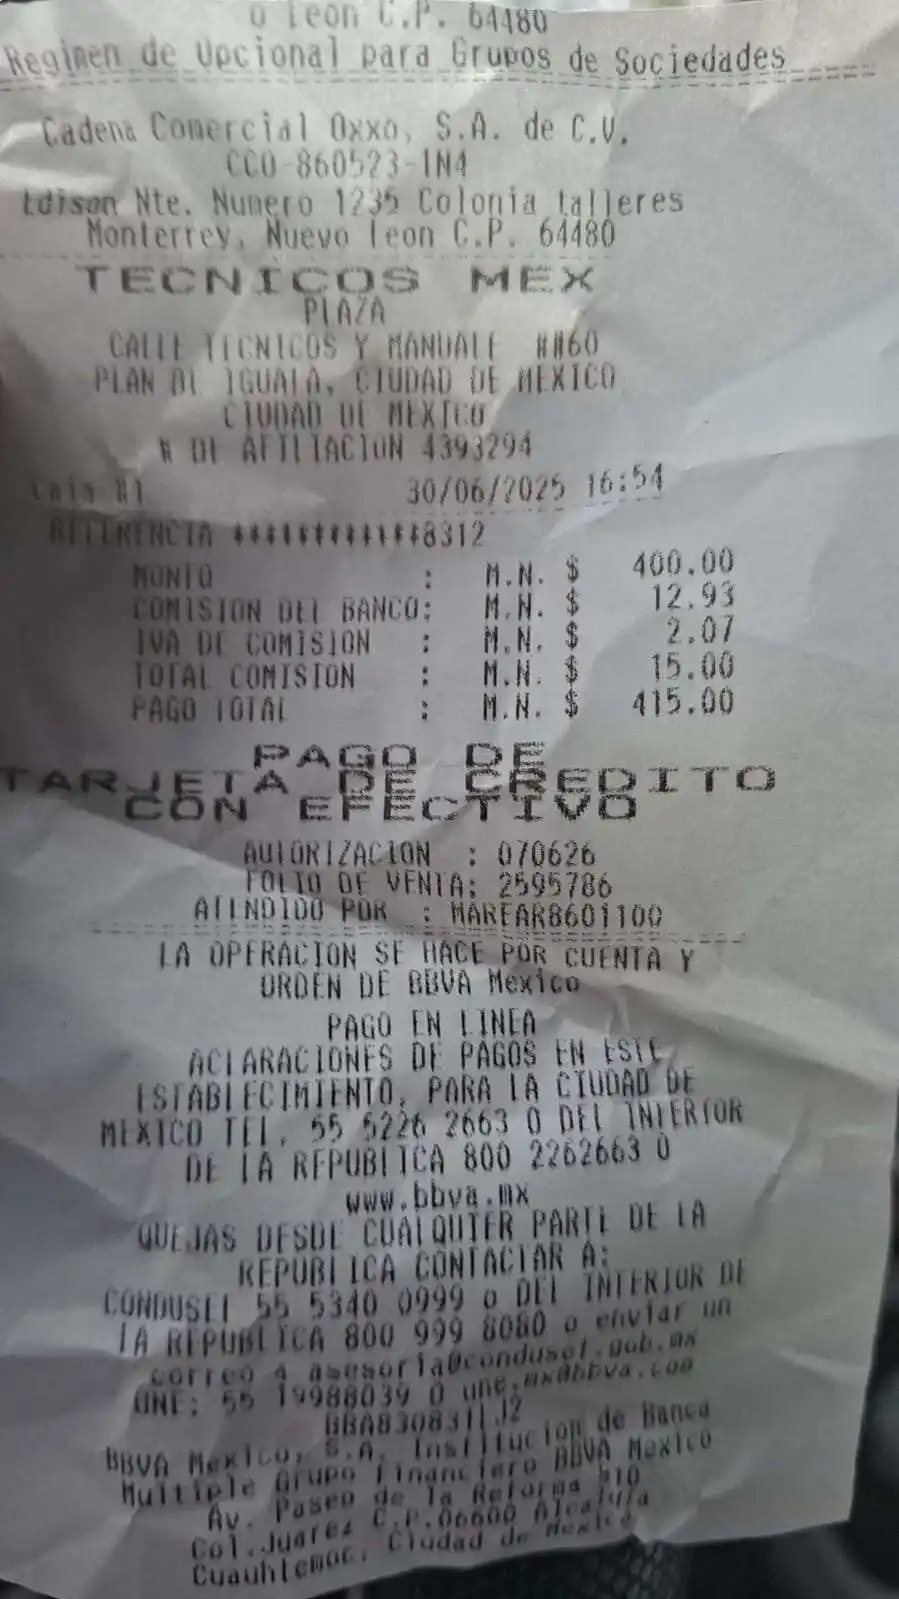 o Leon C.P. 64480
Regimen de Opcional para Grupos de Sociedades
Cadena Comercial Oxxo, S.A. de C.V.
CCO-860523-1N4
Edison Nte. Numero 1235 Colonia talleres
Monterrey, Nuevo leon C.P. 64480
TECNICOS MEX
PLAZA
CALLE TECNICOS Y MANUALE ##60
PLAN DE IGUALA, CIUDAD DE MEXICO
CIUDAD DE MEXICO
# DE AFILIACION 4393294
Caja #1 30/06/2025 16:54
REFERENCIA ************8312
MONTO : M.N. $ 400.00
COMISION DEL BANCO: M.N. $ 12.93
IVA DE COMISION : M.N. $ 2.07
TOTAL COMISION : M.N. $ 15.00
PAGO TOTAL : M.N. $ 415.00
PAGO DE
TARJETA DE CREDITO
CON EFECTIVO
AUTORIZACION : 070626
FOLIO DE VENTA: 2595786
ATENDIDO POR : MAREAR8601100
LA OPERACION SE HACE POR CUENTA Y
ORDEN DE BBVA Mexico
PAGO EN LINEA
ACLARACIONES DE PAGOS EN ESTE
ESTABLECIMIENTO, PARA LA CIUDAD DE
MEXICO TEL. 55 5226 2663 O DEL INTERIOR
DE LA REPUBLICA 800 2262663 O
www.bbva.mx
QUEJAS DESDE CUALQUIER PARTE DE LA
REPUBLICA CONTACTAR A:
CONDUSEF 55 5340 0999 o DEL INTERIOR DE
LA REPUBLICA 800 999 8080 o enviar un
correo a asesoria@condusef.gob.mx
UNE: 55 19988039 O une.mx@bbva.com
BBA830831LJ2
BBVA Mexico, S.A. Institucion de Banca
Multiple Grupo Financiero BBVA Mexico
Av. Paseo de la Reforma 510
Col.Juarez C.P.06600 Alcaldia
Cuauhtemoc, Ciudad de Mexico